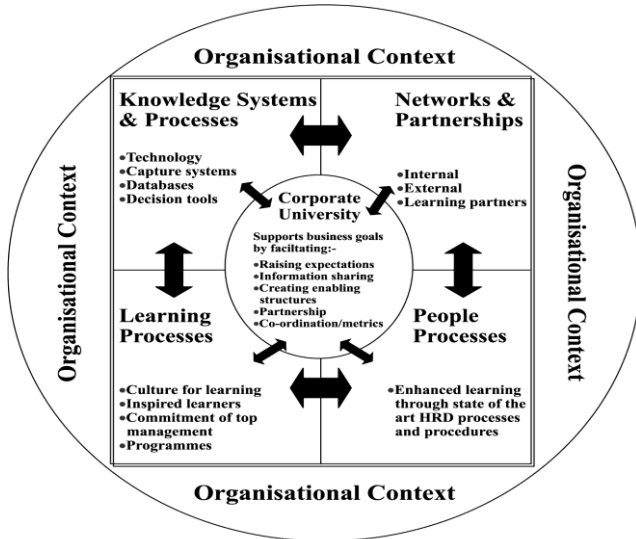 Organisational Context
Knowledge Systems
& Processes
•Technology
•Capture systems
•Databases
•Decision tools
Networks &
Partnerships
•Internal
•External
•Learning partners
Organisational Context
Organisational Context
Corporate
University
Supports business goals
by faciltating:-
•Raising expectations
•Information sharing
•Creating enabling
structures
•Partnership
•Co-ordination/metrics
Learning
Processes
•Culture for learning
•Inspired learners
•Commitment of top
management
•Programmes
People
Processes
•Enhanced learning
through state of the
art HRD processes
and procedures
Organisational Context